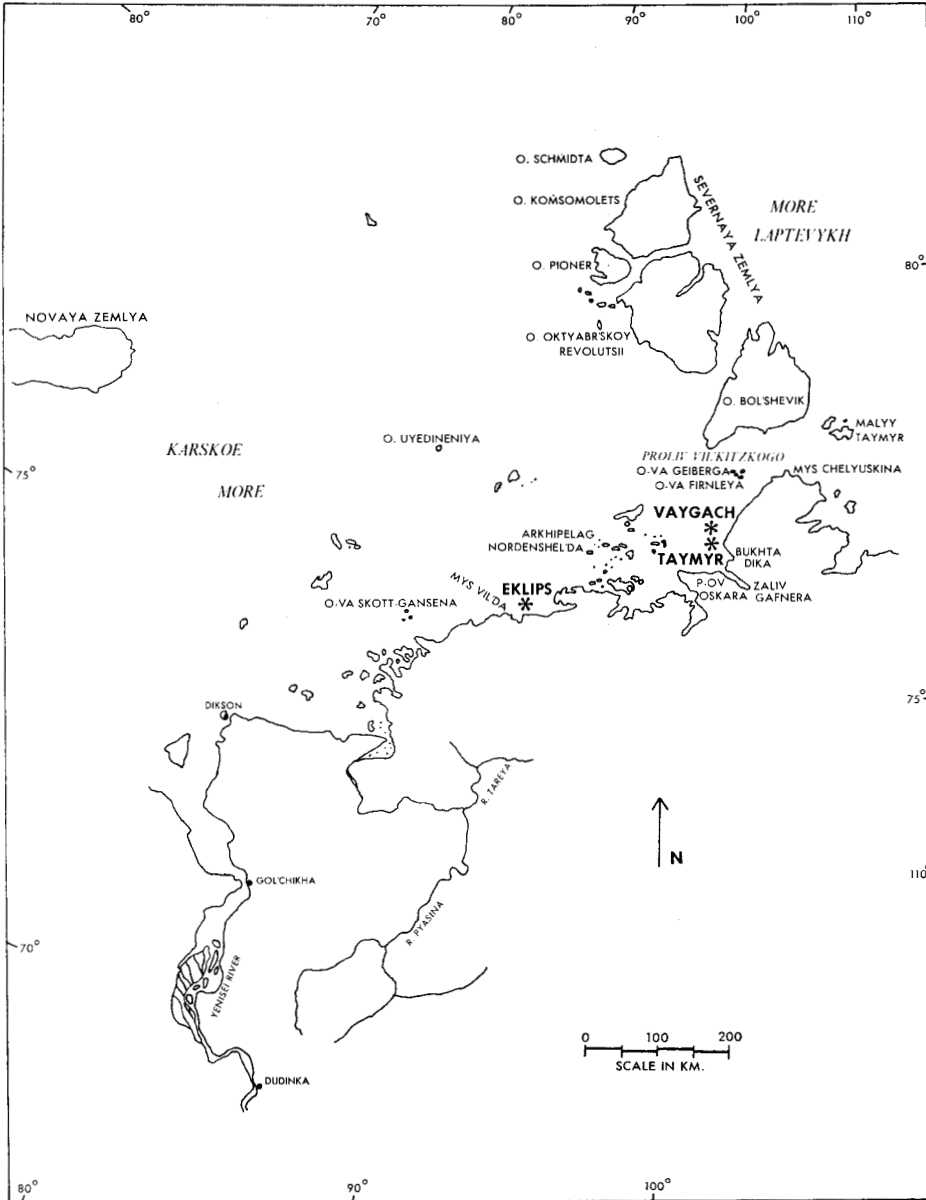 80°
70°
80°
90°
100°
110°
O. SCHMIDTA
O. KOMSOMOLETS
SEVERNAYA ZEMLYA
MORE
LAPTEVYKH
O. PIONER
80°
NOVAYA ZEMLYA
O. OKTYABR'SKOY
REVOLUTSII
O. BOL'SHEVIK
MALYY
TAYMYR
O. UYEDINENIYA
KARSKOE
MORE
75°
PROLIV VIL'KITZKOGO
O-VA GEIBERGA
O-VA FIRNLEYA
MYS CHELYUSKINA
VAYGACH
ARKHIPELAG
NORDENSHEL'DA
TAYMYR
BUKHTA
DIKA
MYS VIL'DA
EKLIPS
P-OV
OSKARA
ZALIV
GAFNERA
O-VA SKOTT-GANSENA
DIKSON
75°
R. TAREYA
N
GOL'CHIKHA
110°
R. PYASINA
70°
YENISEI RIVER
0 100 200
SCALE IN KM.
DUDINKA
80°
90°
100°